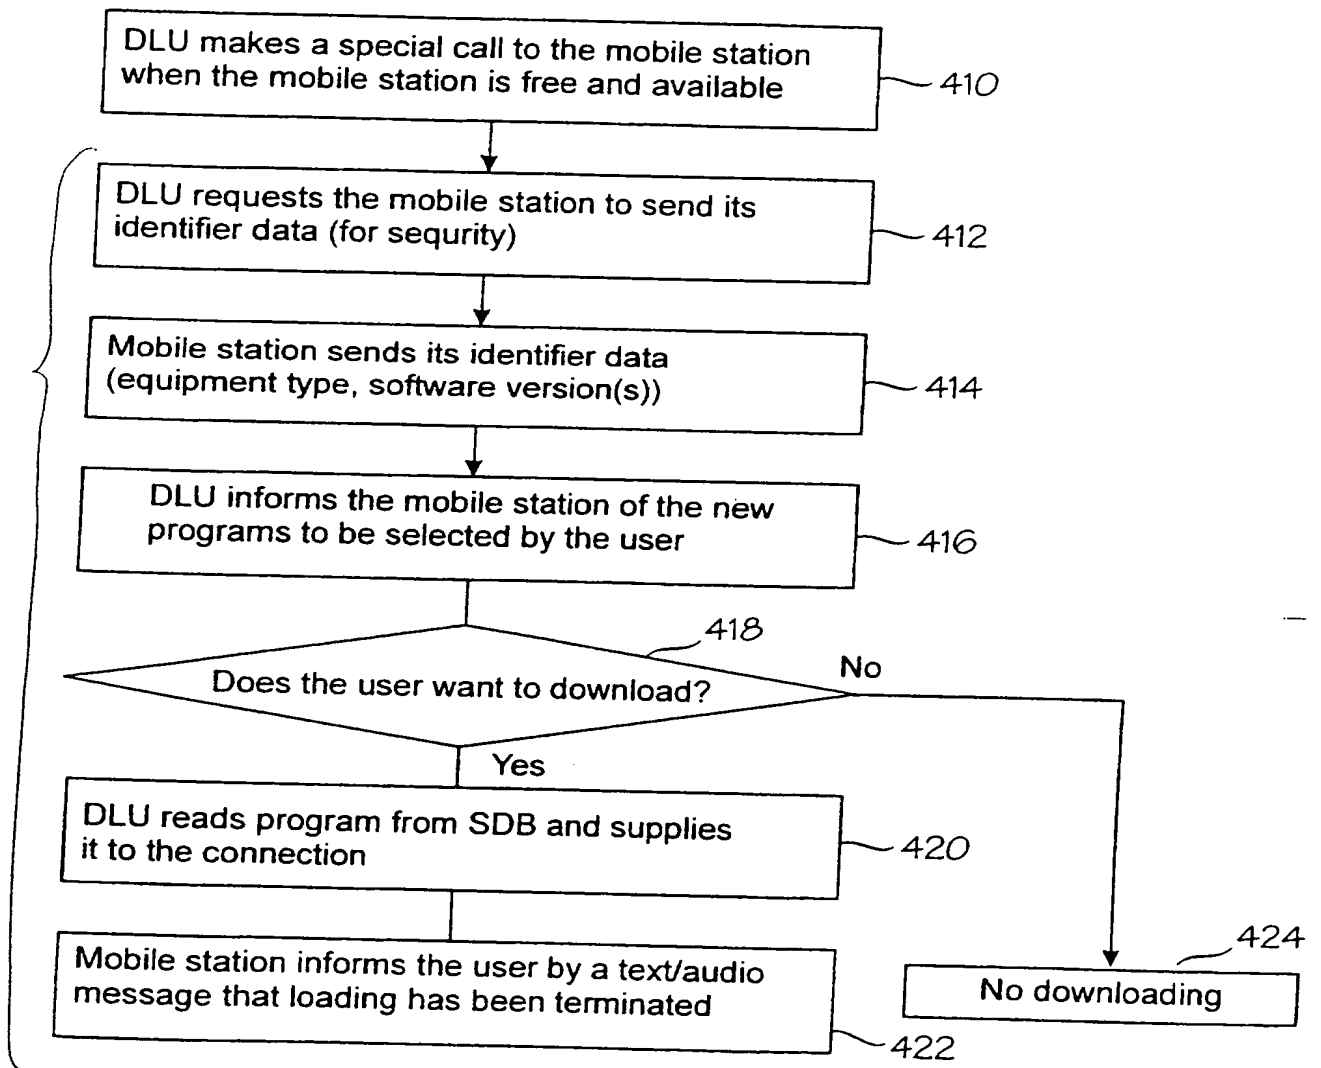 DLU makes a special call to the mobile station
when the mobile station is free and available
410
DLU requests the mobile station to send its
identifier data (for sequrity)
412
Mobile station sends its identifier data
(equipment type, software version(s))
414
DLU informs the mobile station of the new
programs to be selected by the user
416
418
Does the user want to download?
No
Yes
DLU reads program from SDB and supplies
it to the connection
420
Mobile station informs the user by a text/audio
message that loading has been terminated
422
424
No downloading